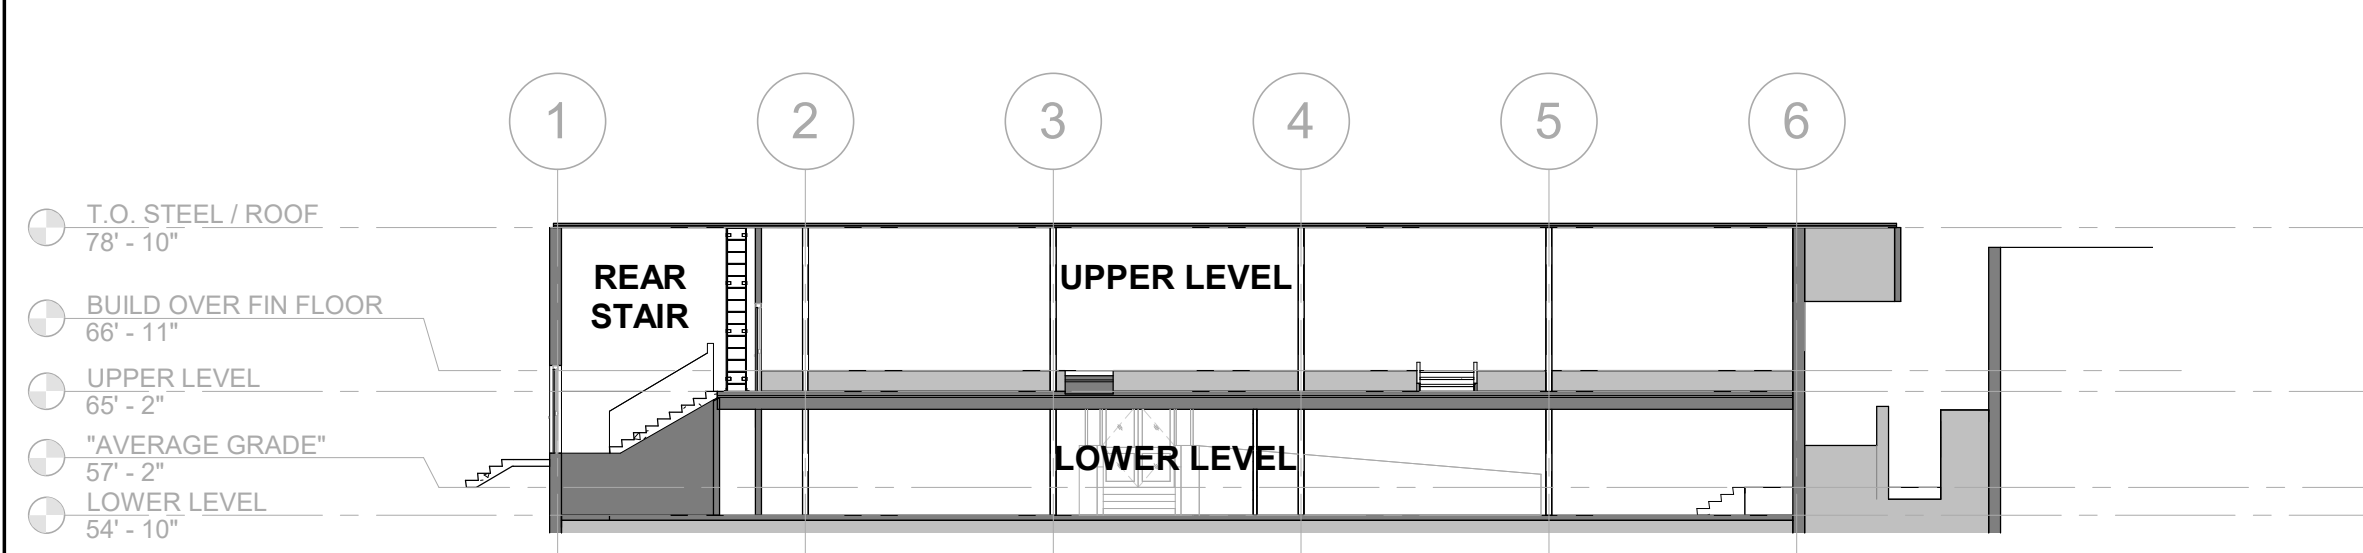 1 2 3 4 5 6
T.O. STEEL / ROOF
78' - 10"
REAR
STAIR
UPPER LEVEL
BUILD OVER FIN FLOOR
66' - 11"
UPPER LEVEL
65' - 2"
"AVERAGE GRADE"
57' - 2"
LOWER LEVEL
LOWER LEVEL
54' - 10"